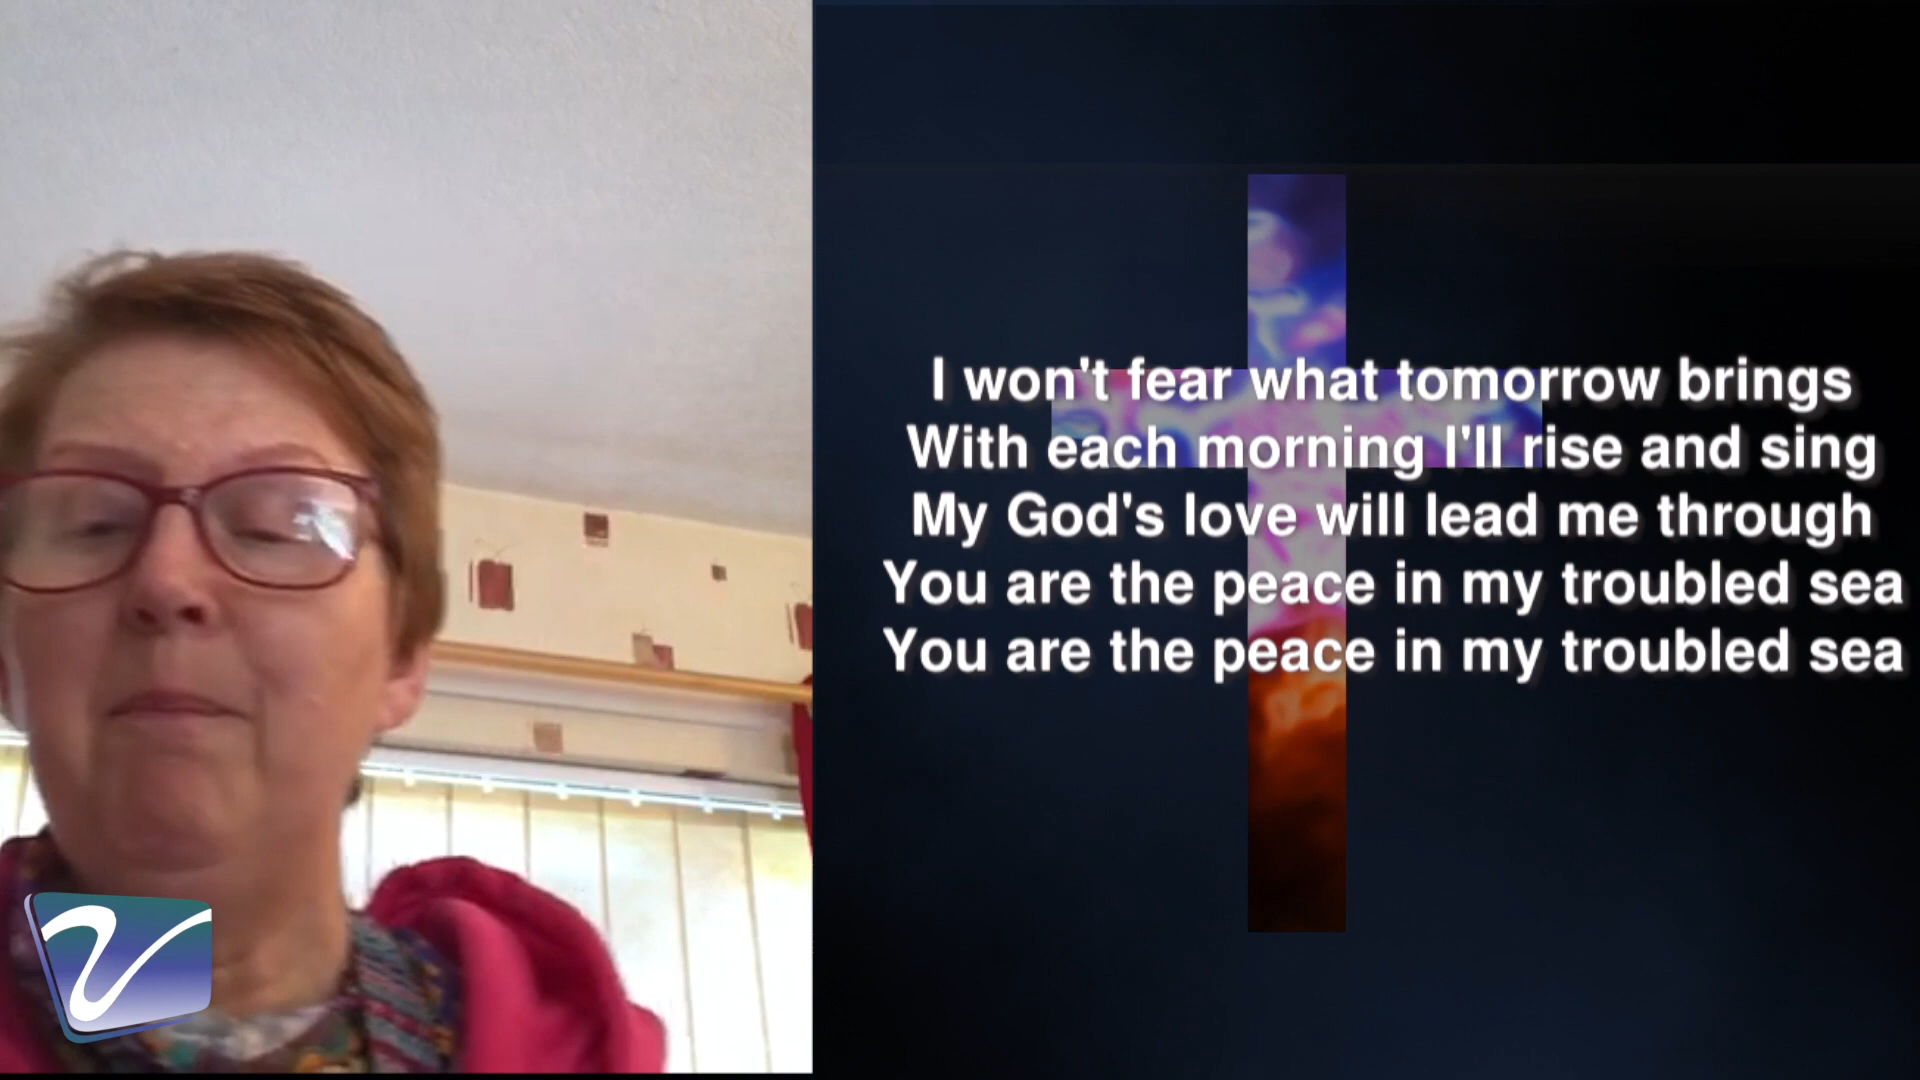 I won't fear what tomorrow brings
With each morning I'll rise and sing
My God's love will lead me through
You are the peace in my troubled sea
You are the peace in my troubled sea